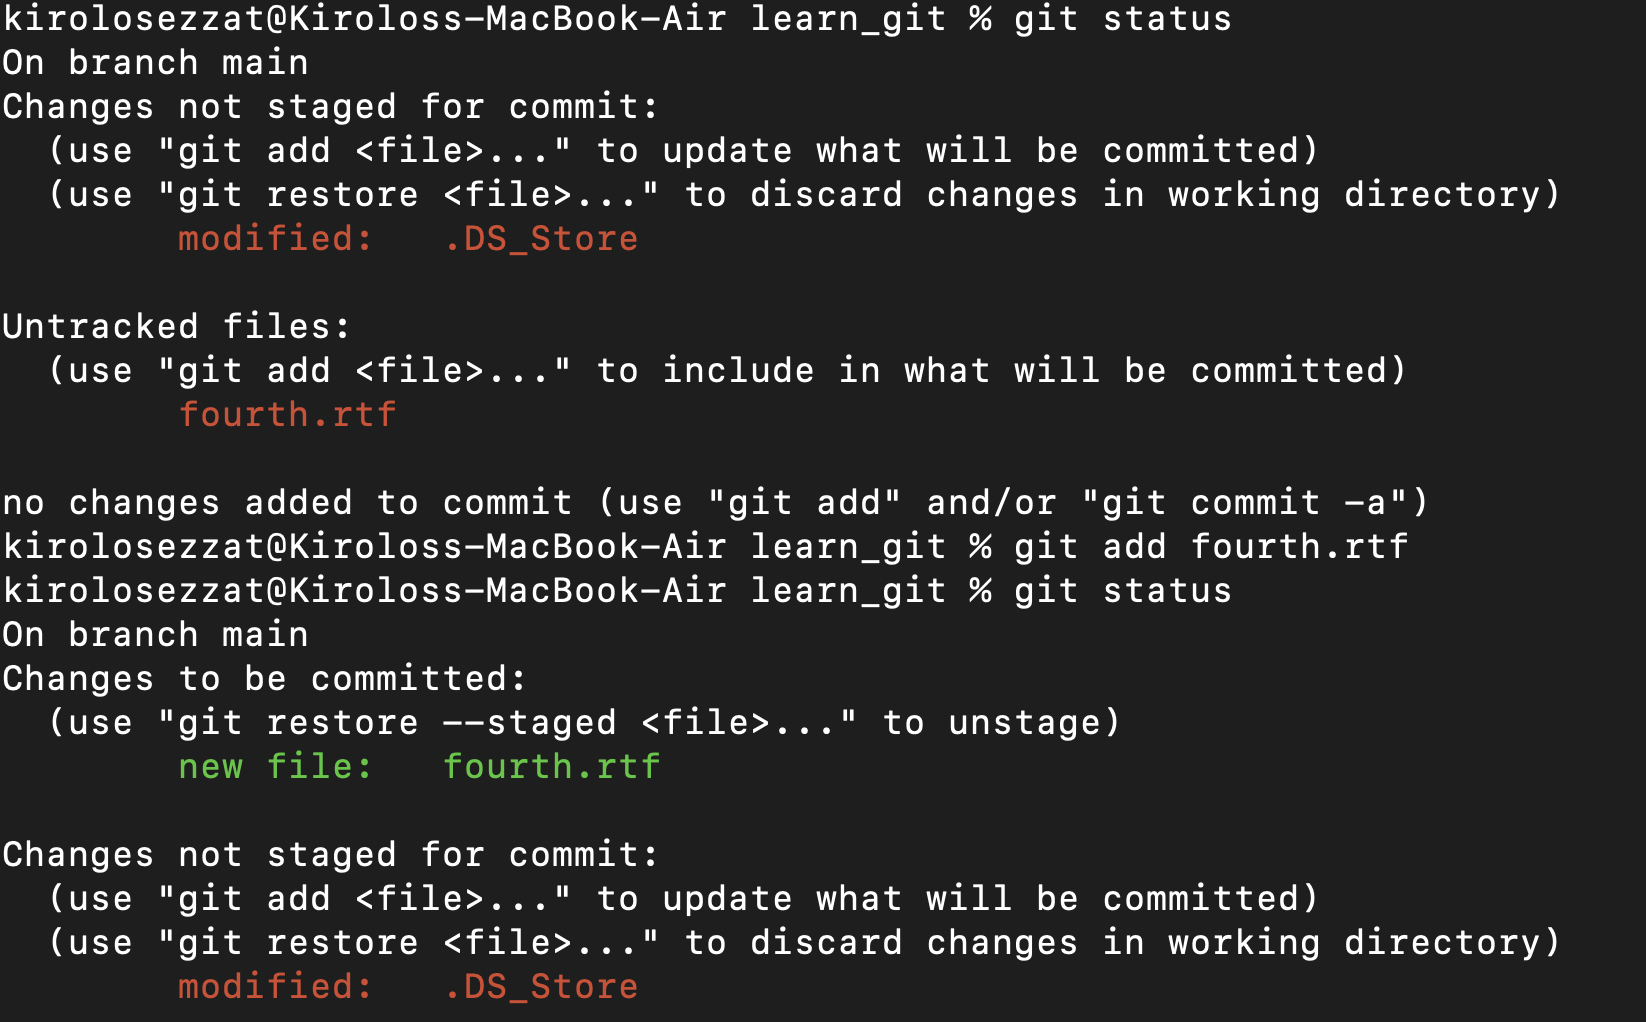 kirolosezzat@Kiroloss-MacBook-Air learn_git % git status
On branch main
Changes not staged for commit:
  (use "git add <file>..." to update what will be committed)
  (use "git restore <file>..." to discard changes in working directory)
        modified:   .DS_Store

Untracked files:
  (use "git add <file>..." to include in what will be committed)
        fourth.rtf

no changes added to commit (use "git add" and/or "git commit -a")
kirolosezzat@Kiroloss-MacBook-Air learn_git % git add fourth.rtf
kirolosezzat@Kiroloss-MacBook-Air learn_git % git status
On branch main
Changes to be committed:
  (use "git restore --staged <file>..." to unstage)
        new file:   fourth.rtf

Changes not staged for commit:
  (use "git add <file>..." to update what will be committed)
  (use "git restore <file>..." to discard changes in working directory)
        modified:   .DS_Store